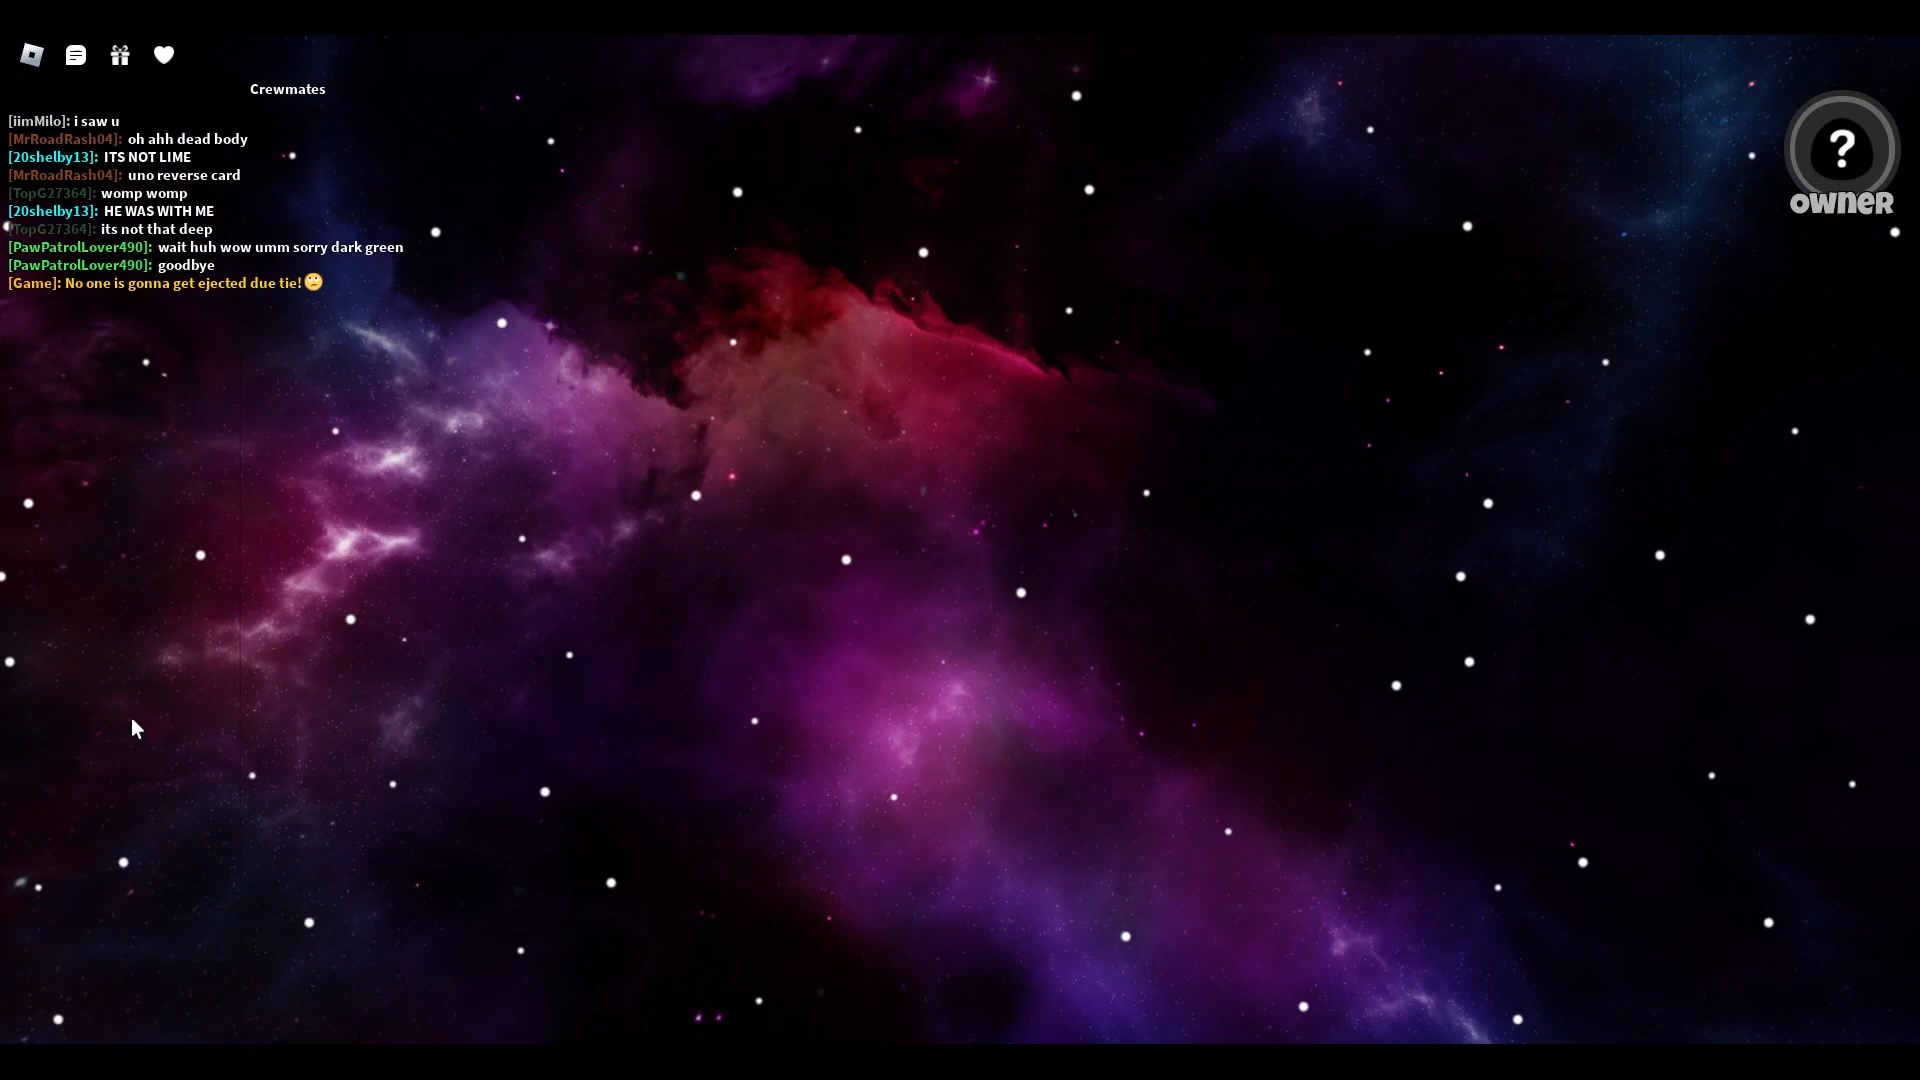 Crewmates
[iimMilo]: i saw u
[MrRoadRash04]: oh ahh dead body
[20shelby13]: ITS NOT LIME
[MrRoadRash04]: uno reverse card
[TopG27364]: womp womp
[20shelby13]: HE WAS WITH ME
[TopG27364]: its not that deep
[PawPatrolLover490]: wait huh wow umm sorry dark green
[PawPatrolLover490]: goodbye
[Game]: No one is gonna get ejected due tie!🙄
?
OWNER